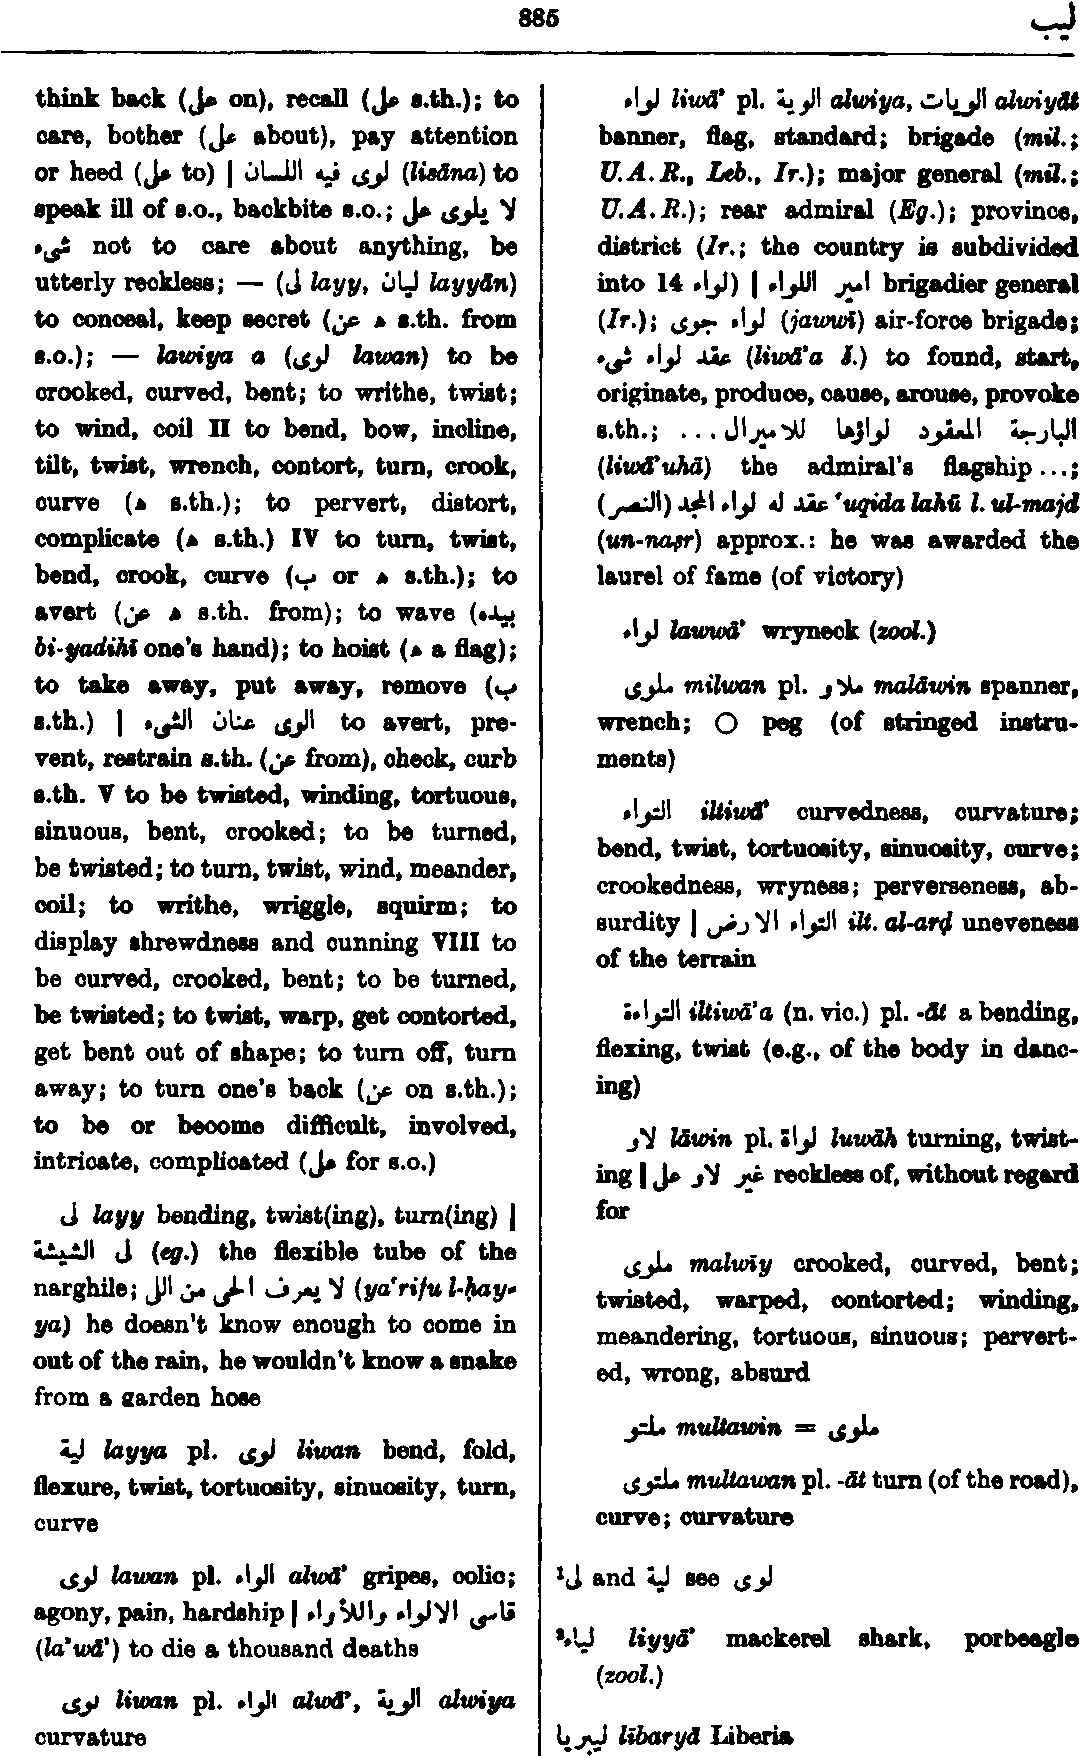 885
ليب
think back (على on), recall (على s.th.); to
care, bother (على about), pay attention
or heed (على to) | لوى فيه اللسان (lisāna) to
speak ill of s.o., backbite s.o.; لا يلوى على
شىء not to care about anything, be
utterly reckless; — (لى layy, ليان layyān)
to conceal, keep secret (ه عن s.th. from
s.o.); — lawiya a (لوى lawan) to be
crooked, curved, bent; to writhe, twist;
to wind, coil II to bend, bow, incline,
tilt, twist, wrench, contort, turn, crook,
curve (ه s.th.); to pervert, distort,
complicate (ه s.th.) IV to turn, twist,
bend, crook, curve (ب or ه s.th.); to
avert (ه عن s.th. from); to wave (بيده
bi-yadihī one's hand); to hoist (ه a flag);
to take away, put away, remove (ب
s.th.) | الوى عنان الشىء to avert, pre-
vent, restrain s.th. (عن from), check, curb
s.th. V to be twisted, winding, tortuous,
sinuous, bent, crooked; to be turned,
be twisted; to turn, twist, wind, meander,
coil; to writhe, wriggle, squirm; to
display shrewdness and cunning VIII to
be curved, crooked, bent; to be turned,
be twisted; to twist, warp, get contorted,
get bent out of shape; to turn off, turn
away; to turn one's back (عن on s.th.);
to be or become difficult, involved,
intricate, complicated (على for s.o.)
لى layy bending, twist(ing), turn(ing) |
لى الشيشة (eg.) the flexible tube of the
narghile; لا يعرف الحى من اللى (ya'rifu l-ḥay-
ya) he doesn't know enough to come in
out of the rain, he wouldn't know a snake
from a garden hose
لية layya pl. لوى liwan bend, fold,
flexure, twist, tortuosity, sinuosity, turn,
curve
لوى lawan pl. الواء alwā' gripes, colic;
agony, pain, hardship | قاسى الالواء واللأواء
(la'wā') to die a thousand deaths
لوى liwan pl. الواء alwā', الوية alwiya
curvature
لواء liwā' pl. الوية alwiya, الويات alwiyāt
banner, flag, standard; brigade (mil.;
U.A.R., Leb., Ir.); major general (mil.;
U.A.R.); rear admiral (Eg.); province,
district (Ir.; the country is subdivided
into 14 لواء) | امير اللواء brigadier general
(Ir.); لواء جوى (jawwī) air-force brigade;
عقد لواء شىء (liwā'a š.) to found, start,
originate, produce, cause, arouse, provoke
s.th.; البارجة المعقود لواؤها للاميرال ...
(liwā'uhā) the admiral's flagship ...;
عقد له لواء المجد (النصر) 'uqida lahū l. ul-majd
(un-naṣr) approx.: he was awarded the
laurel of fame (of victory)
لواء lawwā' wryneck (zool.)
ملوى milwan pl. ملاو malāwin spanner,
wrench; ○ peg (of stringed instru-
ments)
التواء iltiwā' curvedness, curvature;
bend, twist, tortuosity, sinuosity, curve;
crookedness, wryness; perverseness, ab-
surdity | التواء الارض ilt. al-arḍ unevenness
of the terrain
التواءة iltiwā'a (n. vic.) pl. -āt a bending,
flexing, twist (e.g., of the body in danc-
ing)
لاو lāwin pl. لواة luwāh turning, twist-
ing | غير لاو على reckless of, without regard
for
ملوى malwīy crooked, curved, bent;
twisted, warped, contorted; winding,
meandering, tortuous, sinuous; pervert-
ed, wrong, absurd
ملتو multawin = ملوى
ملتوى multawan pl. -āt turn (of the road),
curve; curvature
¹لى and لية see لوى
²لياء liyyā' mackerel shark, porbeagle
(zool.)
ليبريا lībaryā Liberia